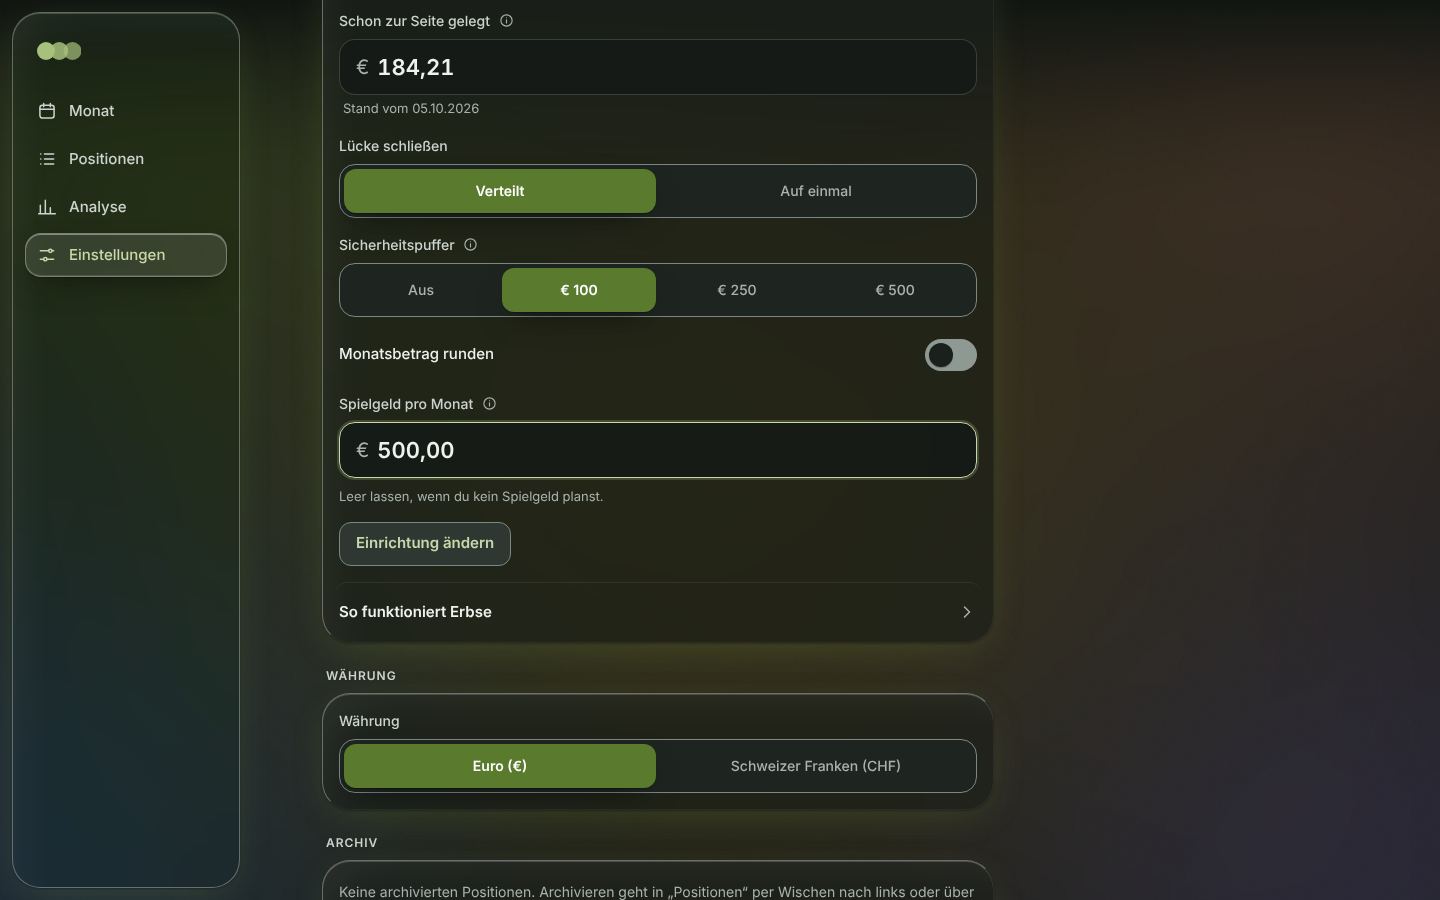 Monat
Positionen
Analyse
Einstellungen
Schon zur Seite gelegt
€ 184,21
Stand vom 05.10.2026
Lücke schließen
Verteilt
Auf einmal
Sicherheitspuffer
Aus
€ 100
€ 250
€ 500
Monatsbetrag runden
Spielgeld pro Monat
€ 500,00
Leer lassen, wenn du kein Spielgeld planst.
Einrichtung ändern
So funktioniert Erbse
WÄHRUNG
Währung
Euro (€)
Schweizer Franken (CHF)
ARCHIV
Keine archivierten Positionen. Archivieren geht in „Positionen“ per Wischen nach links oder über